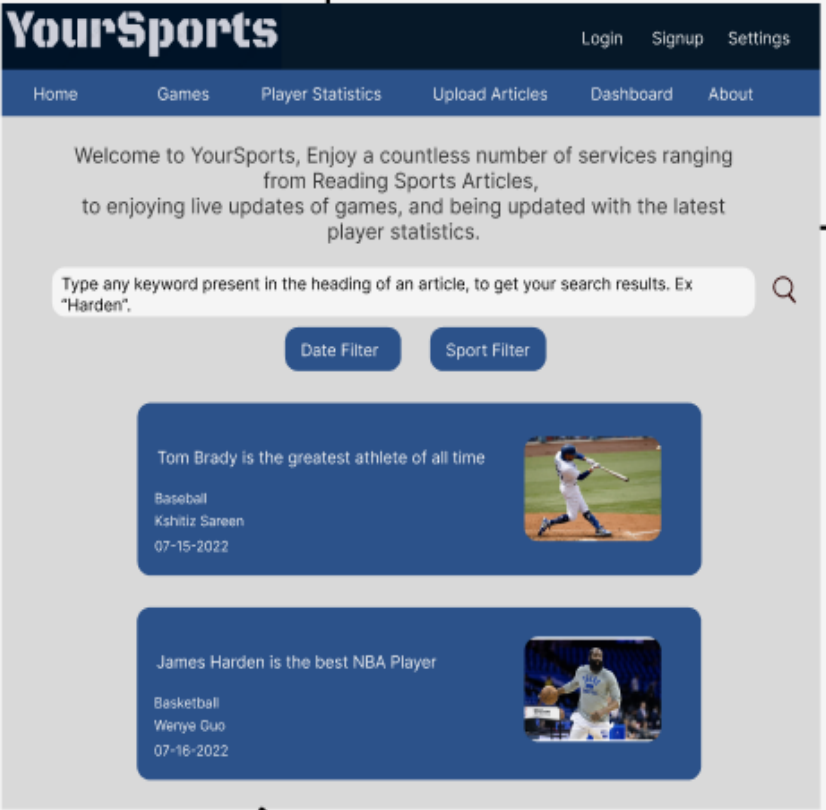 YourSports
Login Signup Settings
Home Games Player Statistics Upload Articles Dashboard About
Welcome to YourSports, Enjoy a countless number of services ranging
from Reading Sports Articles,
to enjoying live updates of games, and being updated with the latest
player statistics.
Type any keyword present in the heading of an article, to get your search results. Ex
“Harden”.
Date Filter Sport Filter
Tom Brady is the greatest athlete of all time
Baseball
Kshitiz Sareen
07-15-2022
James Harden is the best NBA Player
Basketball
Wenye Guo
07-16-2022